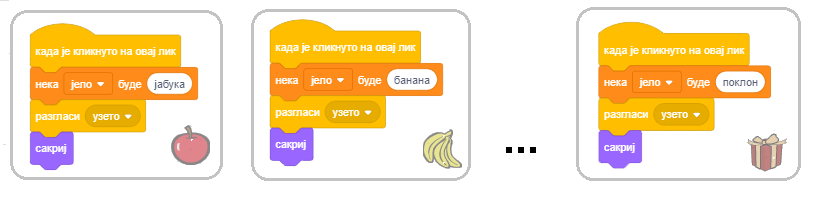 када је кликнуто на овај лик
нека јело буде јабука
разгласи узето
сакриј
када је кликнуто на овај лик
нека јело буде банана
разгласи узето
сакриј
...
када је кликнуто на овај лик
нека јело буде поклон
разгласи узето
сакриј